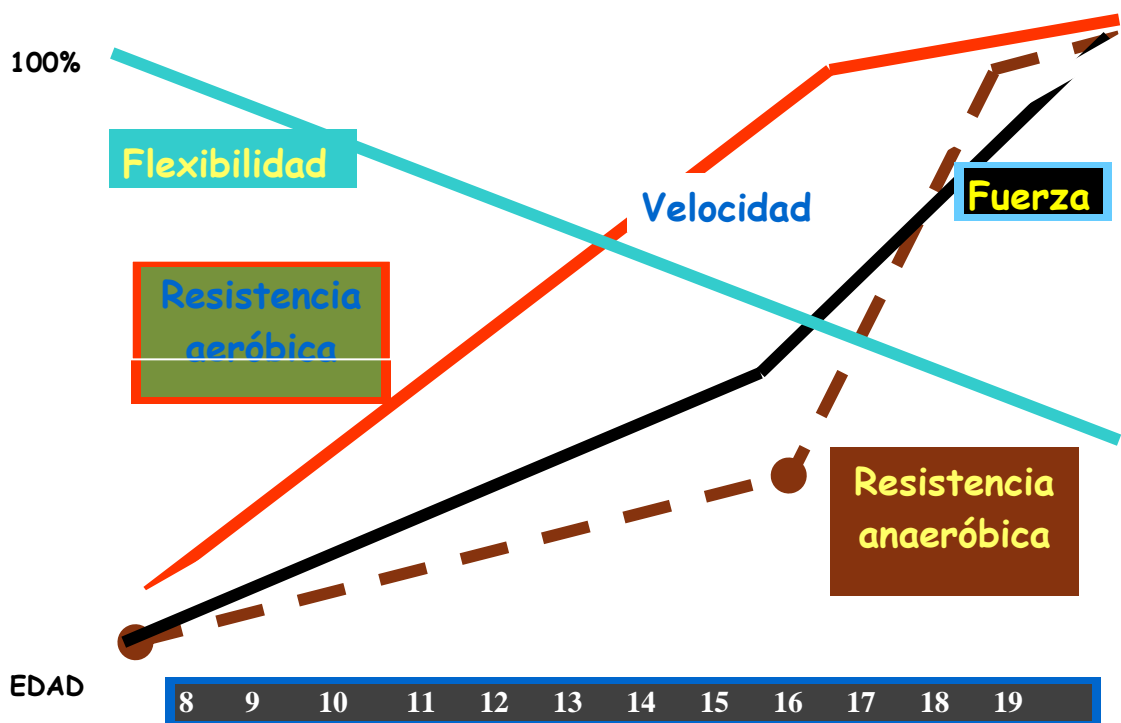 100%
Flexibilidad
Velocidad
Fuerza
Resistencia
aeróbica
Resistencia
anaeróbica
EDAD
8 9 10 11 12 13 14 15 16 17 18 19